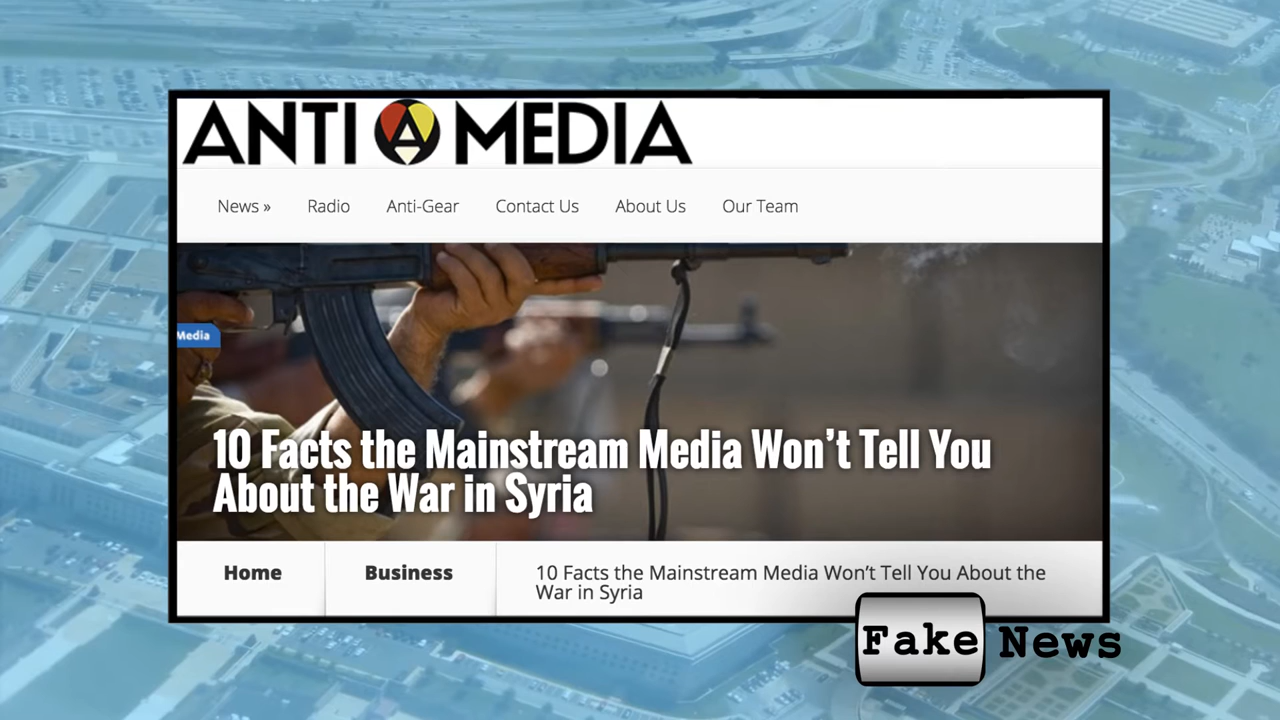 ANTI A MEDIA
News » Radio Anti-Gear Contact Us About Us Our Team
Media
10 Facts the Mainstream Media Won’t Tell You
About the War in Syria
Home Business 10 Facts the Mainstream Media Won’t Tell You About the
War in Syria
Fake News